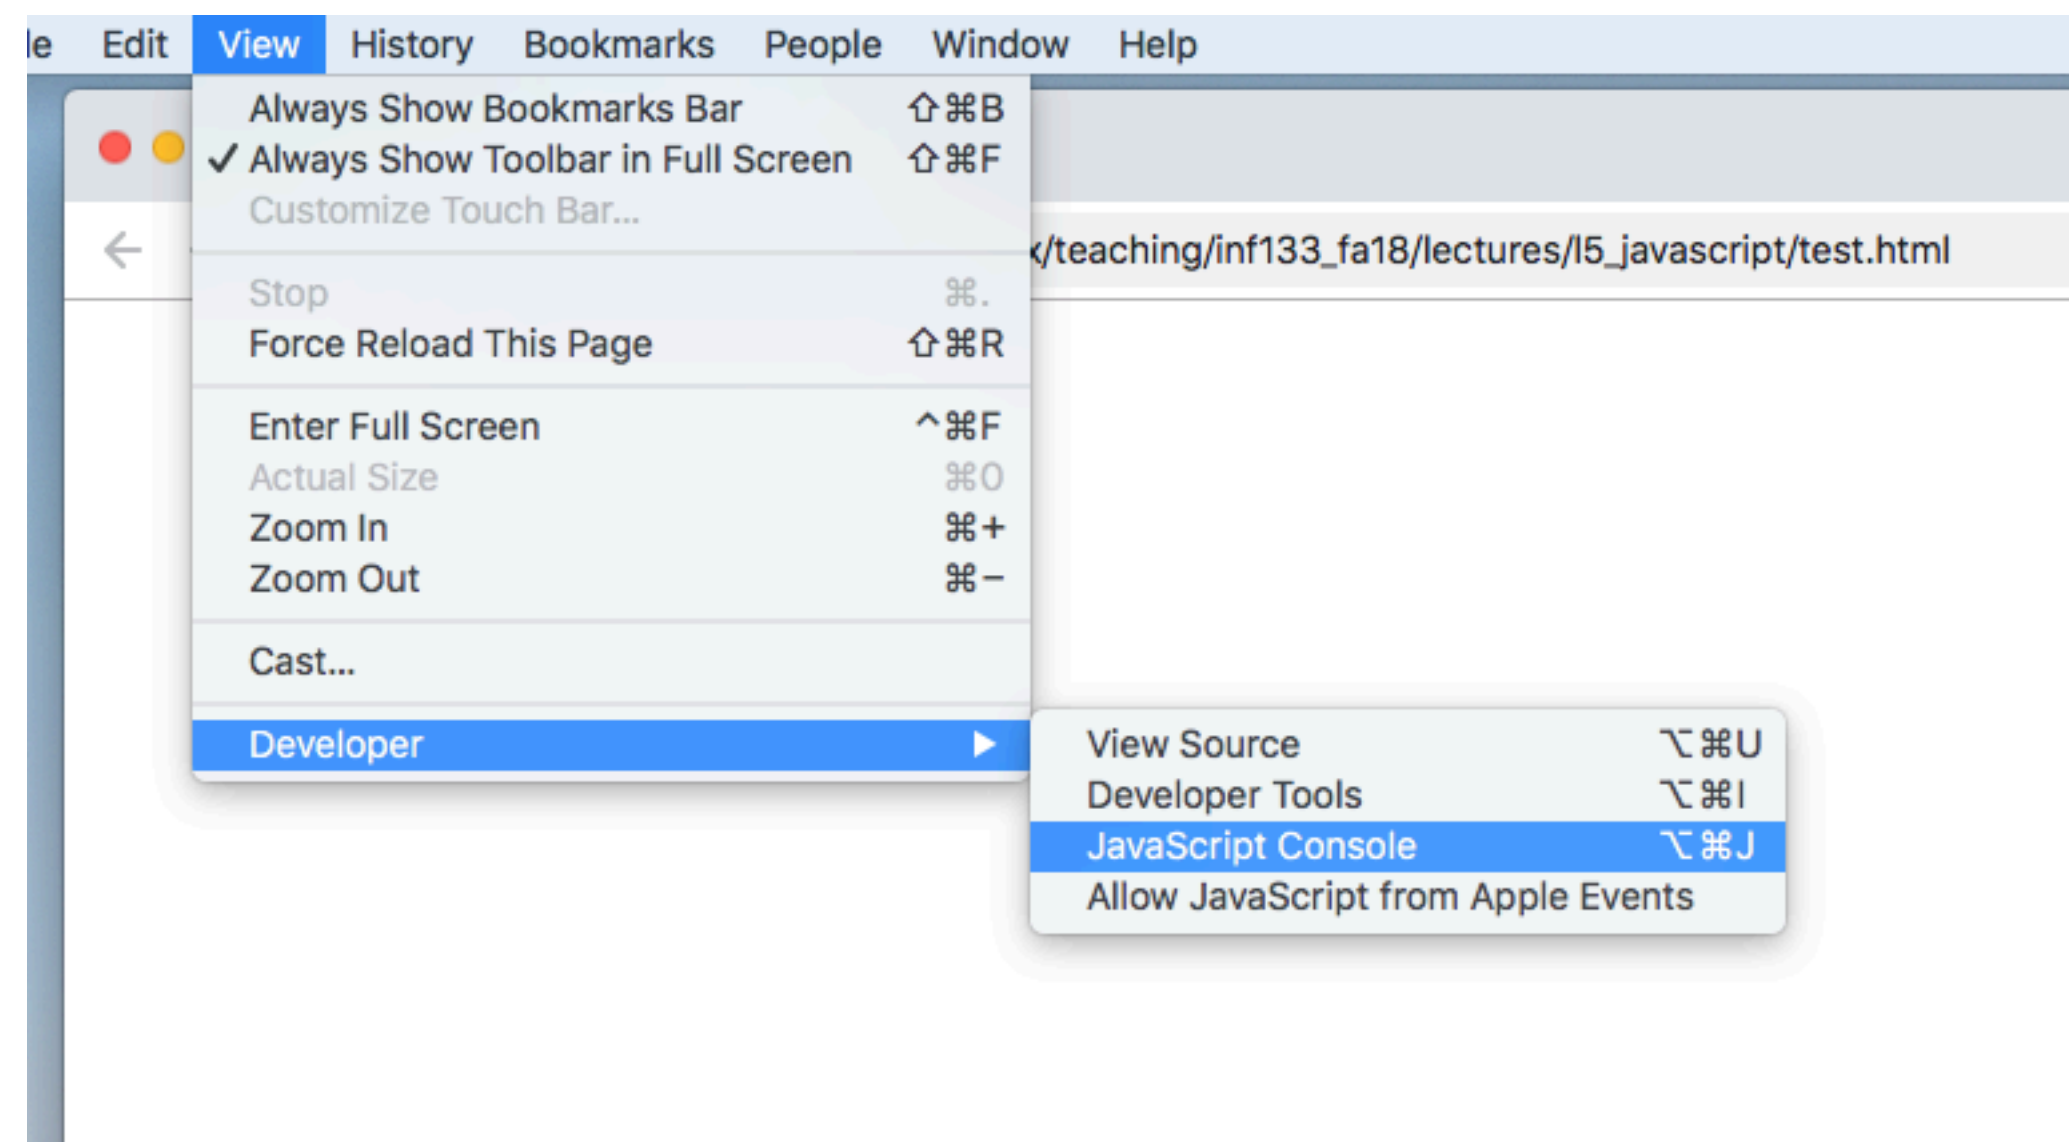 le Edit View History Bookmarks People Window Help
Always Show Bookmarks Bar ⇧⌘B
✓ Always Show Toolbar in Full Screen ⇧⌘F
Customize Touch Bar...
x/teaching/inf133_fa18/lectures/l5_javascript/test.html
Stop ⌘.
Force Reload This Page ⇧⌘R
Enter Full Screen ^⌘F
Actual Size ⌘0
Zoom In ⌘+
Zoom Out ⌘−
Cast...
Developer ▶
View Source ⌥⌘U
Developer Tools ⌥⌘I
JavaScript Console ⌥⌘J
Allow JavaScript from Apple Events